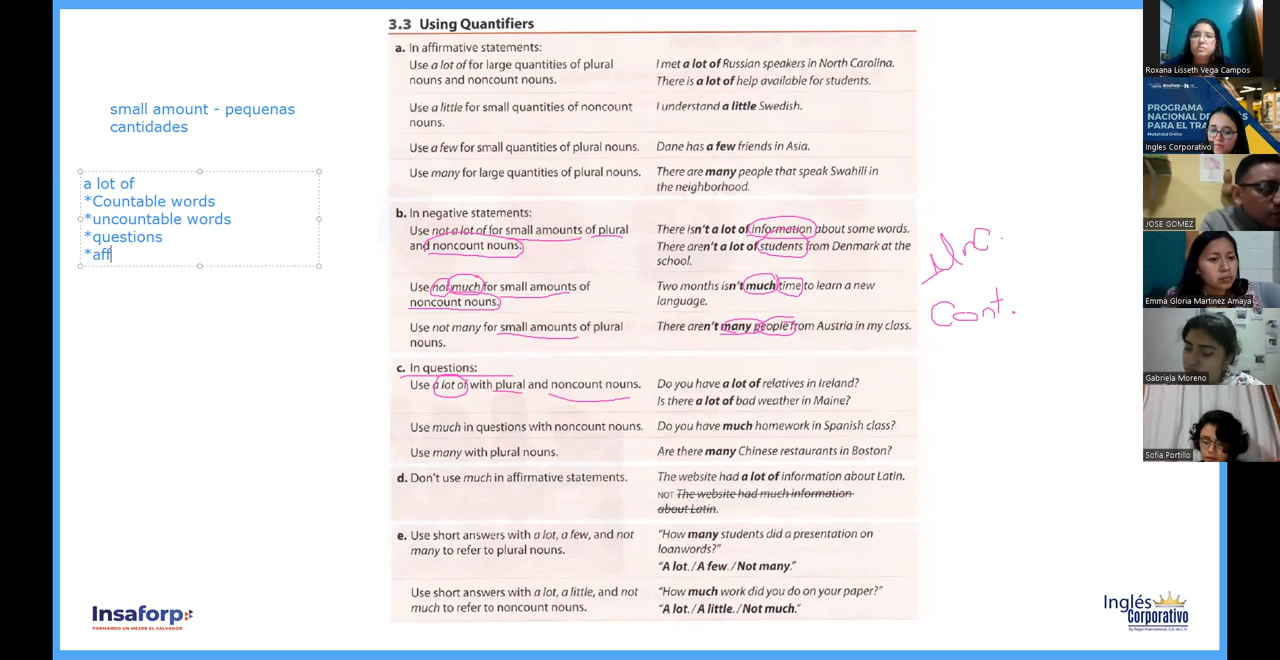 3.3 Using Quantifiers
a. In affirmative statements:
Use a lot of for large quantities of plural
nouns and noncount nouns.
I met a lot of Russian speakers in North Carolina.
There is a lot of help available for students.
Use a little for small quantities of noncount
nouns.
I understand a little Swedish.
Use a few for small quantities of plural nouns.
Dane has a few friends in Asia.
Use many for large quantities of plural nouns.
There are many people that speak Swahili in
the neighborhood.
b. In negative statements:
Use not a lot of for small amounts of plural
and noncount nouns.
There isn't a lot of information about some words.
There aren't a lot of students from Denmark at the
school.
Use not much for small amounts of
noncount nouns.
Two months isn't much time to learn a new
language.
Use not many for small amounts of plural
nouns.
There aren't many people from Austria in my class.
c. In questions:
Use a lot of with plural and noncount nouns.
Do you have a lot of relatives in Ireland?
Is there a lot of bad weather in Maine?
Use much in questions with noncount nouns.
Do you have much homework in Spanish class?
Use many with plural nouns.
Are there many Chinese restaurants in Boston?
d. Don't use much in affirmative statements.
The website had a lot of information about Latin.
NOT The website had much information
about Latin.
e. Use short answers with a lot, a few, and not
many to refer to plural nouns.
"How many students did a presentation on
loanwords?"
"A lot./A few./Not many."
Use short answers with a lot, a little, and not
much to refer to noncount nouns.
"How much work did you do on your paper?"
"A lot./A little./Not much."
small amount - pequenas
cantidades
a lot of
*Countable words
*uncountable words
*questions
*aff
Cont.
Insaforp
FORMANDO UN MEJOR EL SALVADOR
Inglés
Corporativo
Roxana Lisseth Vega Campos
PROGRAMA
NACIONAL DE
PARA EL TRA
Modalidad Online
Ingles Corporativo
JOSE GOMEZ
Emma Gloria Martinez Amaya
Gabriela Moreno
Sofia Portillo